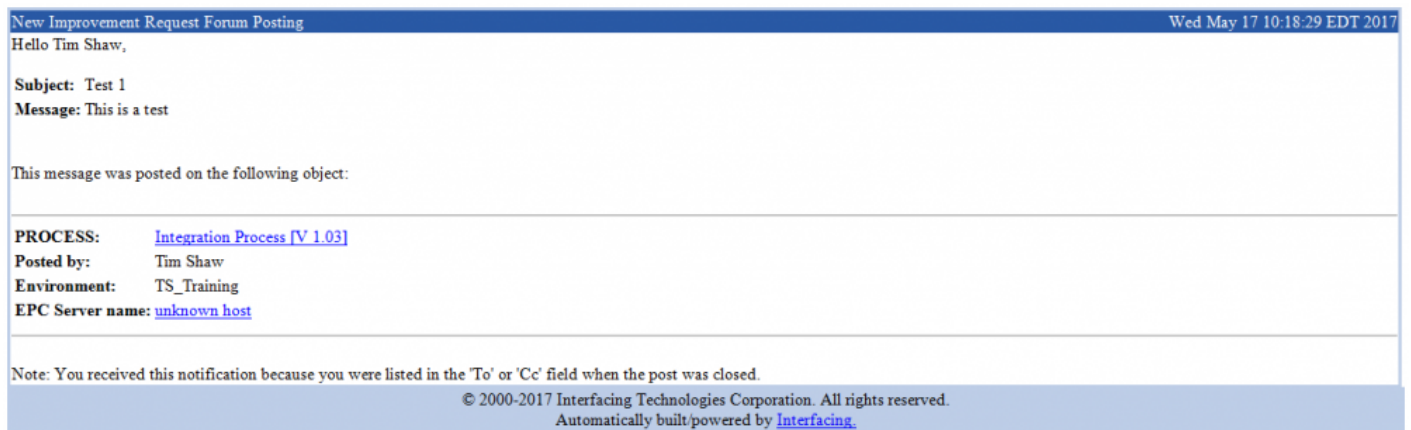 New Improvement Request Forum Posting Wed May 17 10:18:29 EDT 2017
Hello Tim Shaw,
Subject: Test 1
Message: This is a test
This message was posted on the following object:
PROCESS: Integration Process [V 1.03]
Posted by: Tim Shaw
Environment: TS_Training
EPC Server name: unknown host
Note: You received this notification because you were listed in the 'To' or 'Cc' field when the post was closed.
© 2000-2017 Interfacing Technologies Corporation. All rights reserved.
Automatically built/powered by Interfacing.